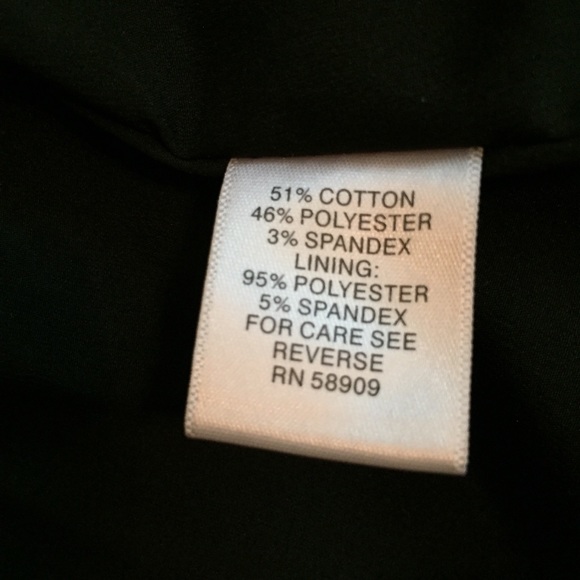 51% COTTON
46% POLYESTER
3% SPANDEX
LINING:
95% POLYESTER
5% SPANDEX
FOR CARE SEE
REVERSE
RN 58909